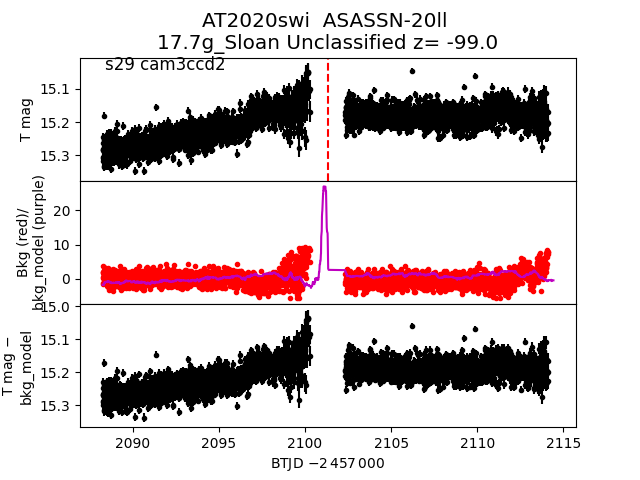 AT2020swi  ASASSN-20ll
17.7g_Sloan Unclassified z= -99.0
s29 cam3ccd2
15.1
15.2
15.3
T mag
20
10
0
Bkg (red)/
bkg_model (purple)
15.0
15.1
15.2
15.3
T mag −
bkg_model
2090 2095 2100 2105 2110 2115
BTJD −2 457 000